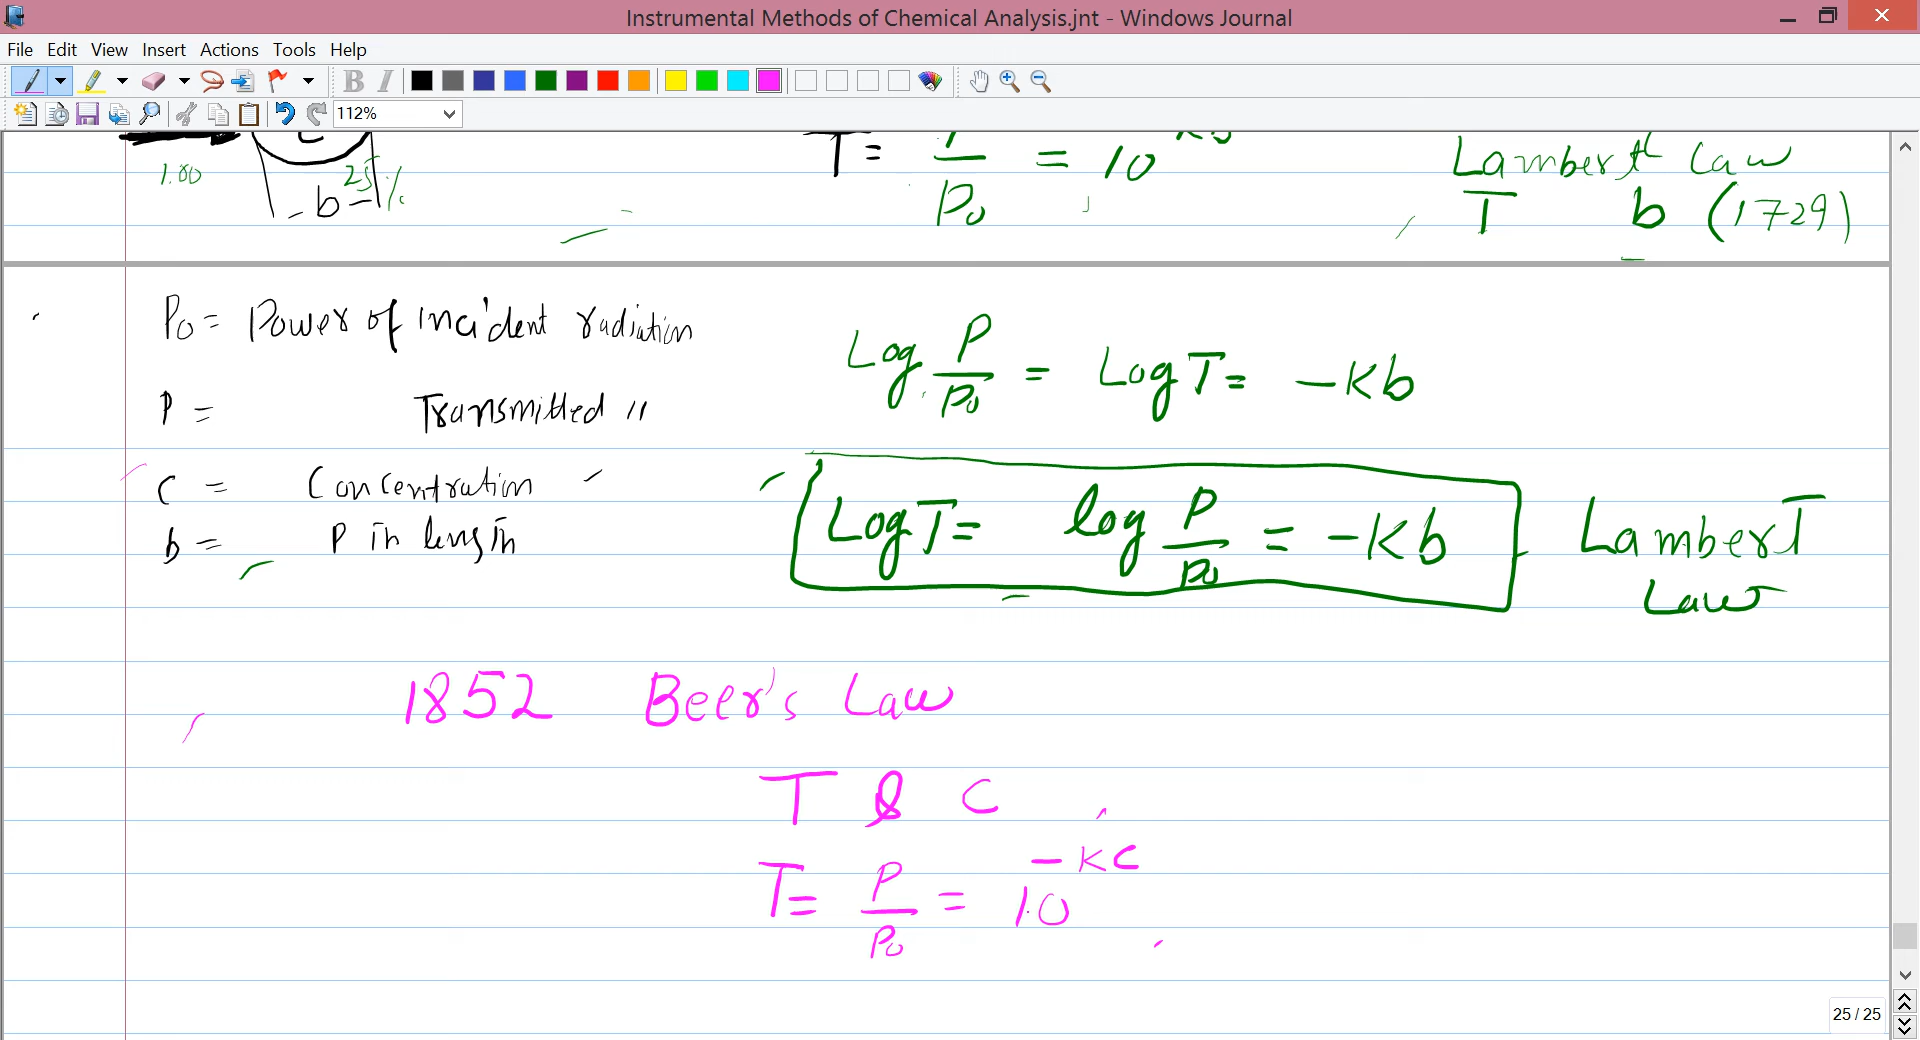 Instrumental Methods of Chemical Analysis.jnt - Windows Journal
File Edit View Insert Actions Tools Help
B I
112%
1.00
25%
- b -
T = P/P0 = 10
Lambert Law
T b (1729)
P0 = Power of incident radiation
P = Transmitted "
C = Concentration
b = P in length
Log P/P0 = Log T = -Kb
Log T = log P/P0 = -Kb
Lambert
Law
1852 Beer's Law
T & C
T = P/P0 = 10^-KC
25 / 25